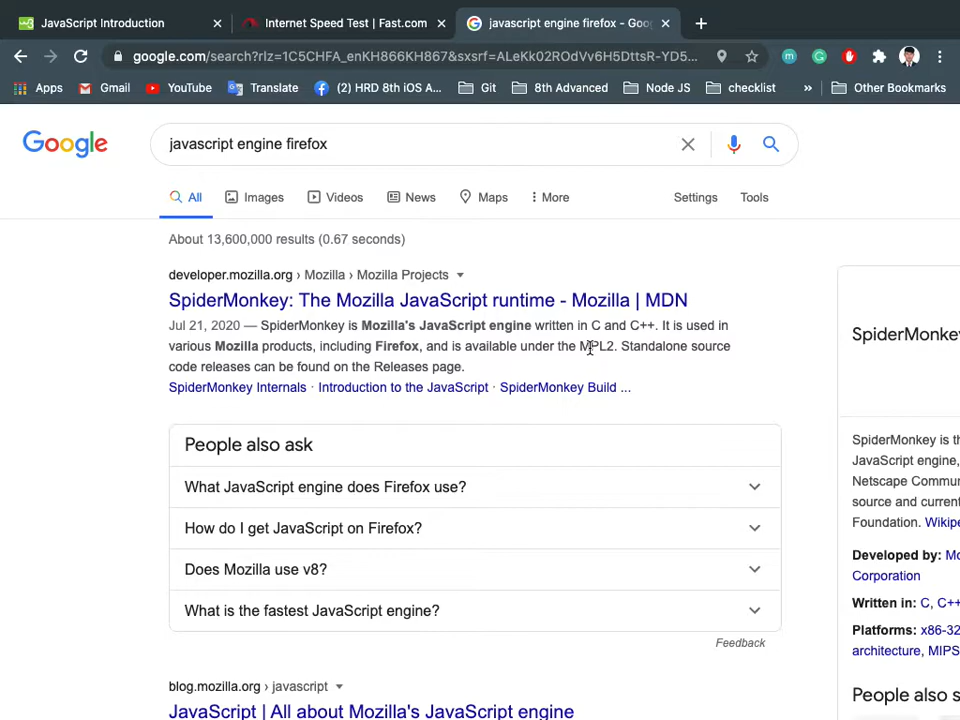 JavaScript Introduction
Internet Speed Test | Fast.com
javascript engine firefox - Goo
google.com/search?rlz=1C5CHFA_enKH866KH867&sxsrf=ALeKk02ROdVv6H5DttsR-YD5...
Apps
Gmail
YouTube
Translate
(2) HRD 8th iOS A...
Git
8th Advanced
Node JS
checklist
»
Other Bookmarks
Google
javascript engine firefox
All
Images
Videos
News
Maps
More
Settings
Tools
About 13,600,000 results (0.67 seconds)
developer.mozilla.org › Mozilla › Mozilla Projects
SpiderMonkey: The Mozilla JavaScript runtime - Mozilla | MDN
Jul 21, 2020 — SpiderMonkey is Mozilla's JavaScript engine written in C and C++. It is used in
various Mozilla products, including Firefox, and is available under the MPL2. Standalone source
code releases can be found on the Releases page.
SpiderMonkey Internals · Introduction to the JavaScript · SpiderMonkey Build ...
People also ask
What JavaScript engine does Firefox use?
How do I get JavaScript on Firefox?
Does Mozilla use v8?
What is the fastest JavaScript engine?
Feedback
blog.mozilla.org › javascript
JavaScript | All about Mozilla's JavaScript engine
SpiderMonkey
SpiderMonkey is th
JavaScript engine,
Netscape Commun
source and current
Foundation. Wikipe
Developed by: Mo
Corporation
Written in: C, C++
Platforms: x86-32
architecture, MIPS
People also s